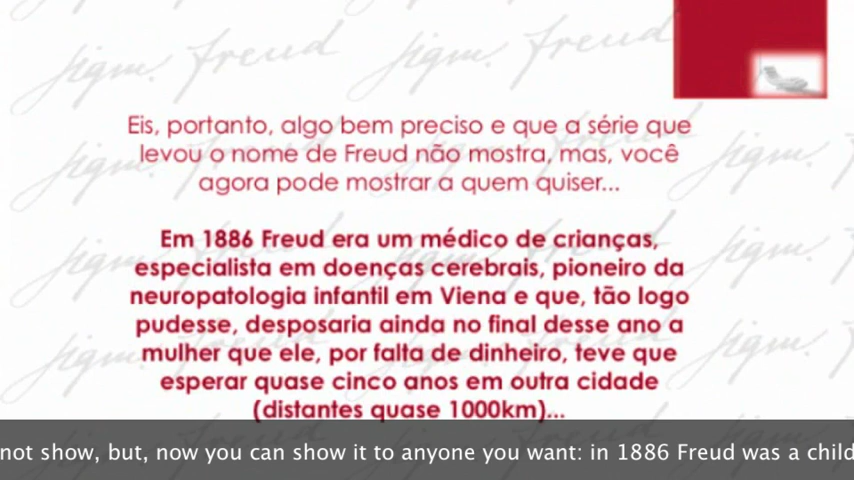 Sigm. Freud
Sigm. Freud
Eis, portanto, algo bem preciso e que a série que
levou o nome de Freud não mostra, mas, você
agora pode mostrar a quem quiser...
Em 1886 Freud era um médico de crianças,
especialista em doenças cerebrais, pioneiro da
neuropatologia infantil em Viena e que, tão logo
pudesse, desposaria ainda no final desse ano a
mulher que ele, por falta de dinheiro, teve que
esperar quase cinco anos em outra cidade
(distantes quase 1000km)...
not show, but, now you can show it to anyone you want: in 1886 Freud was a child